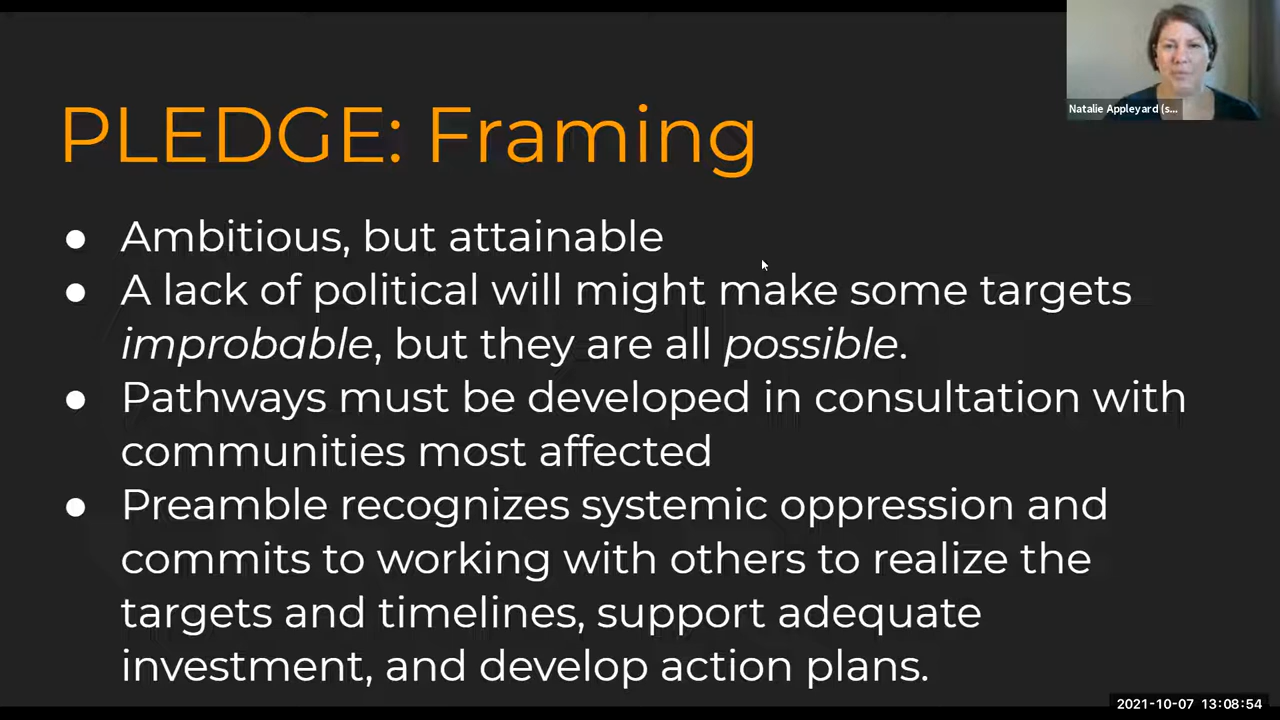 PLEDGE: Framing
Natalie Appleyard (s...
● Ambitious, but attainable
● A lack of political will might make some targets
improbable, but they are all possible.
● Pathways must be developed in consultation with
communities most affected
● Preamble recognizes systemic oppression and
commits to working with others to realize the
targets and timelines, support adequate
investment, and develop action plans.
2021-10-07 13:08:54